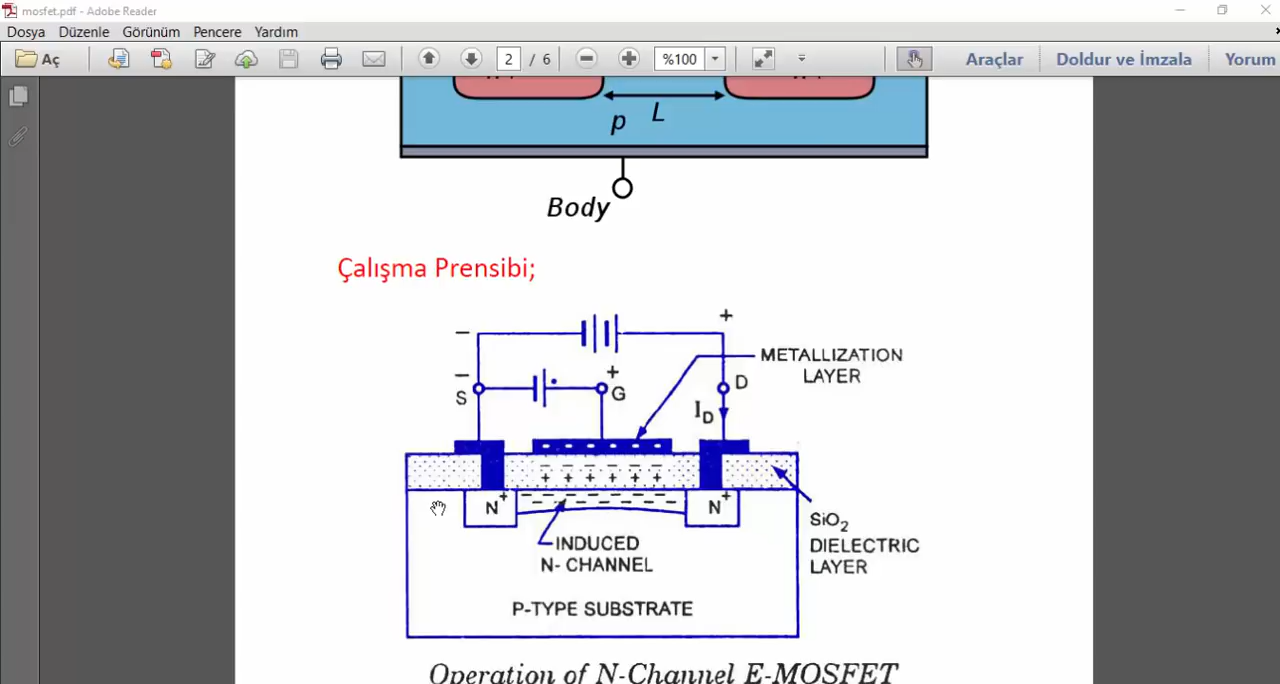 mosfet.pdf - Adobe Reader
Dosya Düzenle Görünüm Pencere Yardım
Aç 2 / 6 %100 Araçlar Doldur ve İmzala Yorum
p L
Body
Çalışma Prensibi;
− +
METALLIZATION
LAYER
− +
S G D
I_D
+ + + + + +
N+ N+
SiO₂
DIELECTRIC
LAYER
INDUCED
N- CHANNEL
P-TYPE SUBSTRATE
Operation of N-Channel E-MOSFET